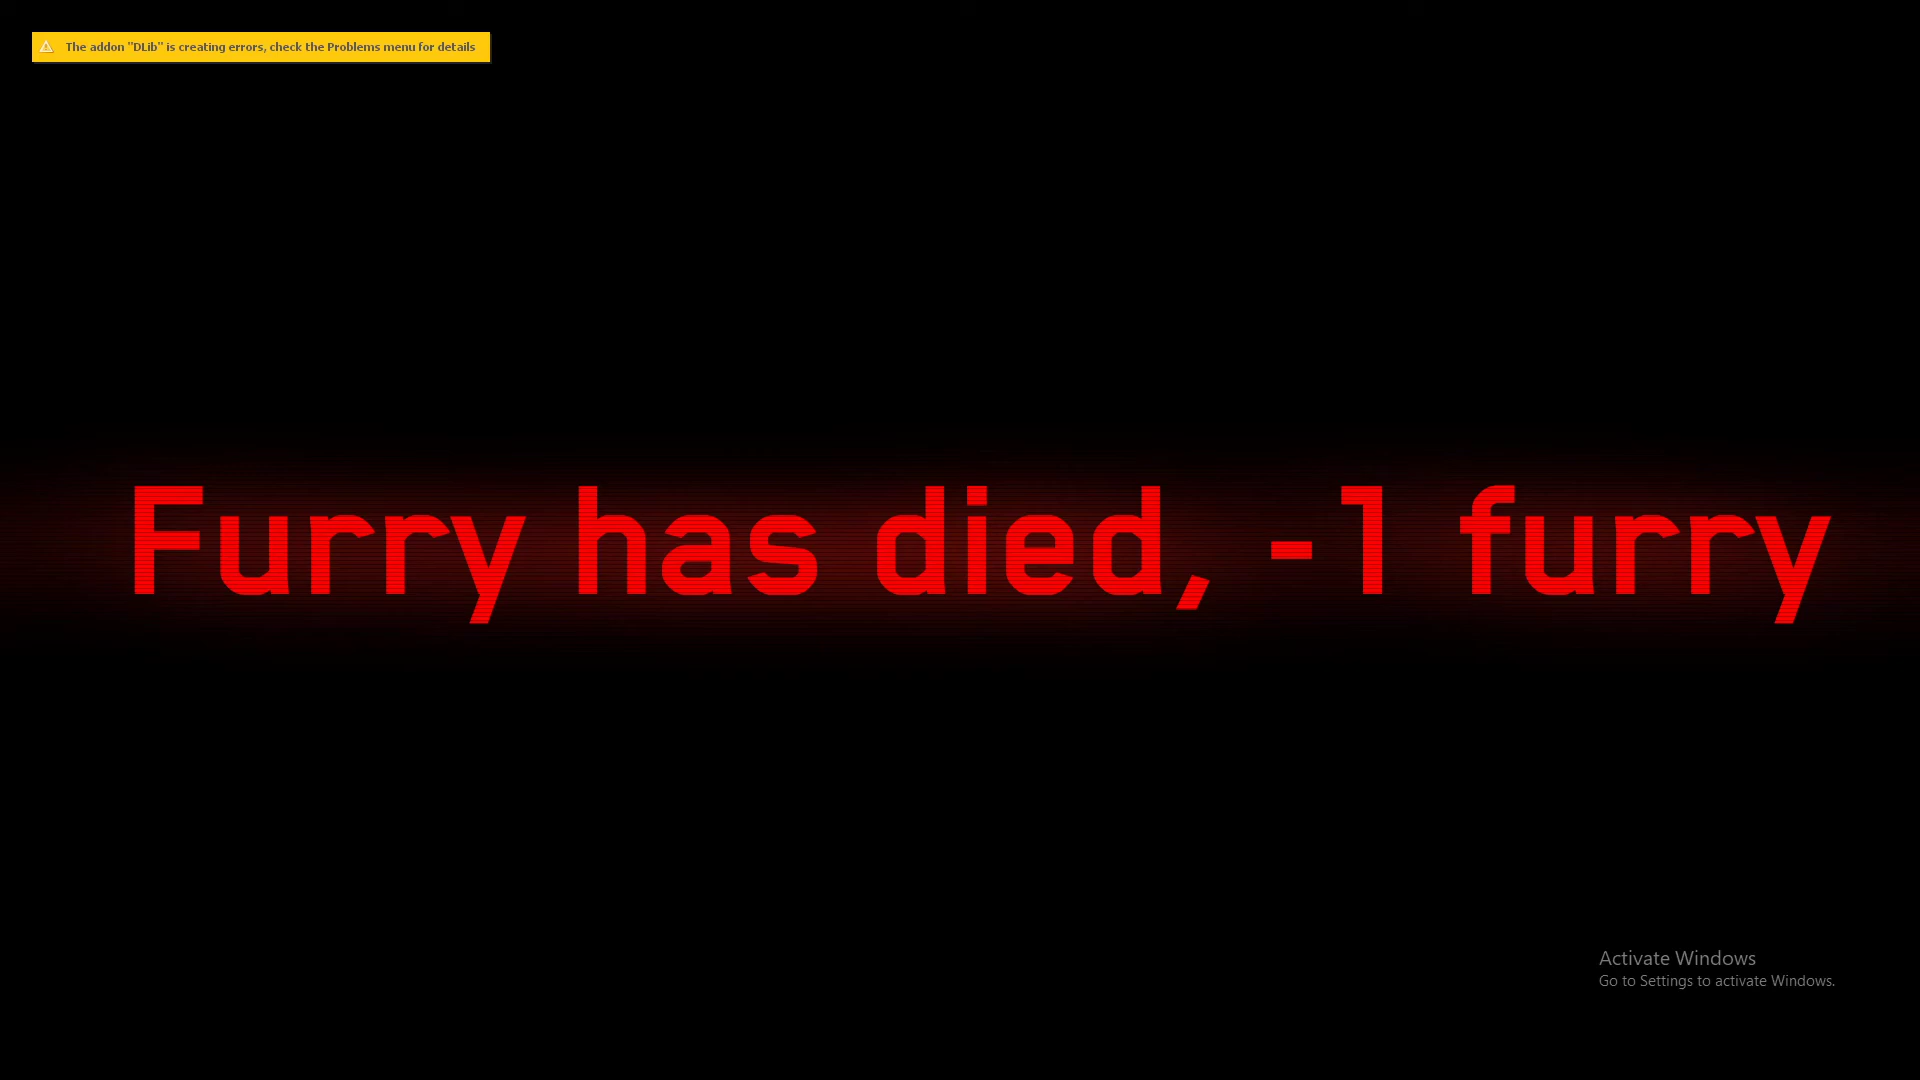 The addon "DLib" is creating errors, check the Problems menu for details
Furry has died, -1 furry
Activate Windows
Go to Settings to activate Windows.